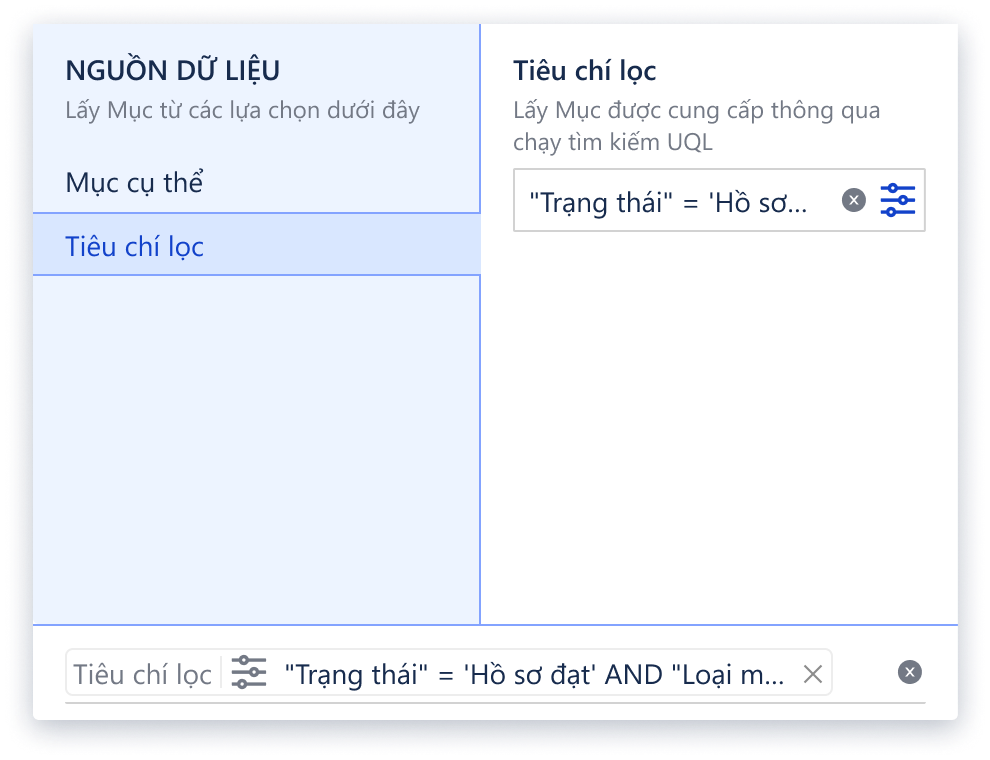 NGUỒN DỮ LIỆU
Lấy Mục từ các lựa chọn dưới đây
Mục cụ thể
Tiêu chí lọc
Tiêu chí lọc
Lấy Mục được cung cấp thông qua
chạy tìm kiếm UQL
"Trạng thái" = 'Hồ sơ...
Tiêu chí lọc "Trạng thái" = 'Hồ sơ đạt' AND "Loại m...